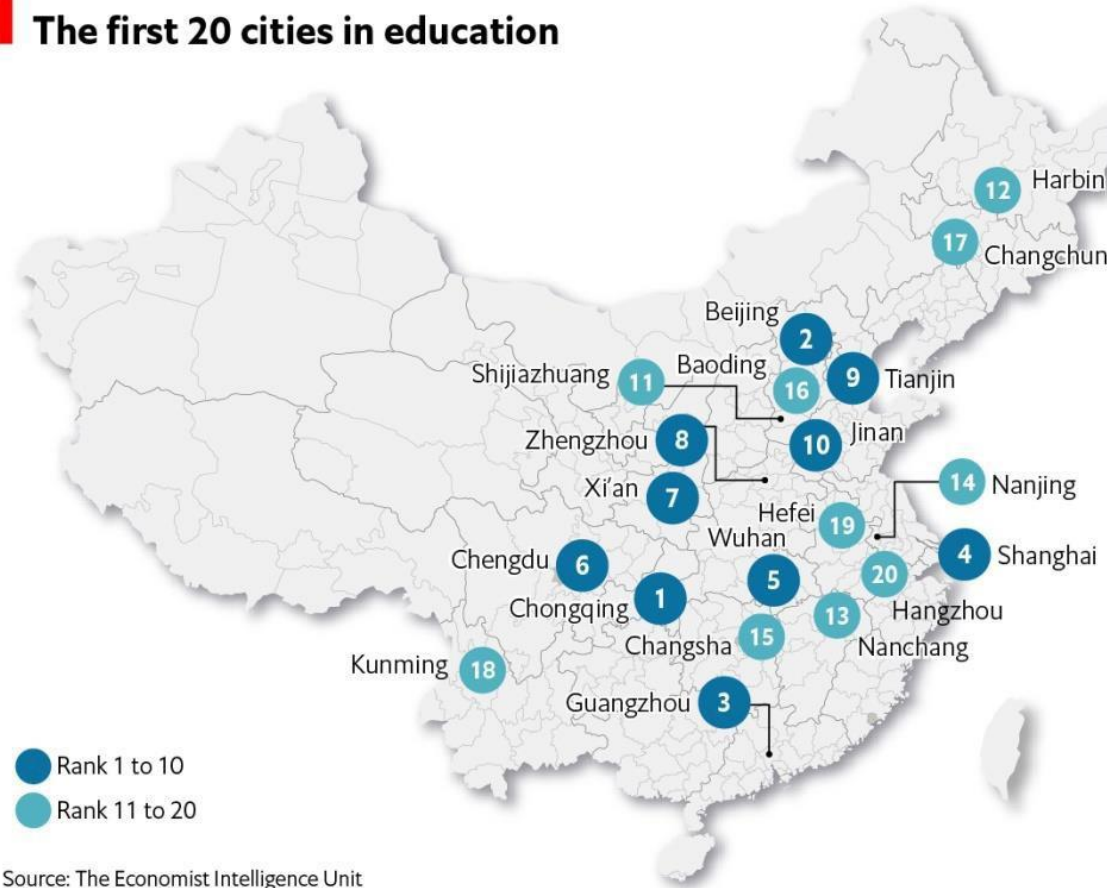 The first 20 cities in education
12 Harbin
17 Changchun
Beijing 2
Baoding 16
9 Tianjin
Shijiazhuang 11
Zhengzhou 8
10 Jinan
Xi'an 7
14 Nanjing
Hefei 19
Wuhan 5
4 Shanghai
Chengdu 6
20 Hangzhou
Chongqing 1
13 Nanchang
Changsha 15
Kunming 18
Guangzhou 3
Rank 1 to 10
Rank 11 to 20
Source: The Economist Intelligence Unit